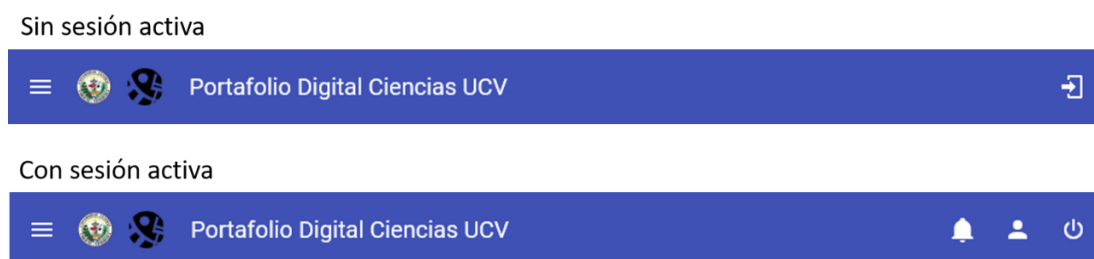 Sin sesión activa
Portafolio Digital Ciencias UCV
Con sesión activa
Portafolio Digital Ciencias UCV